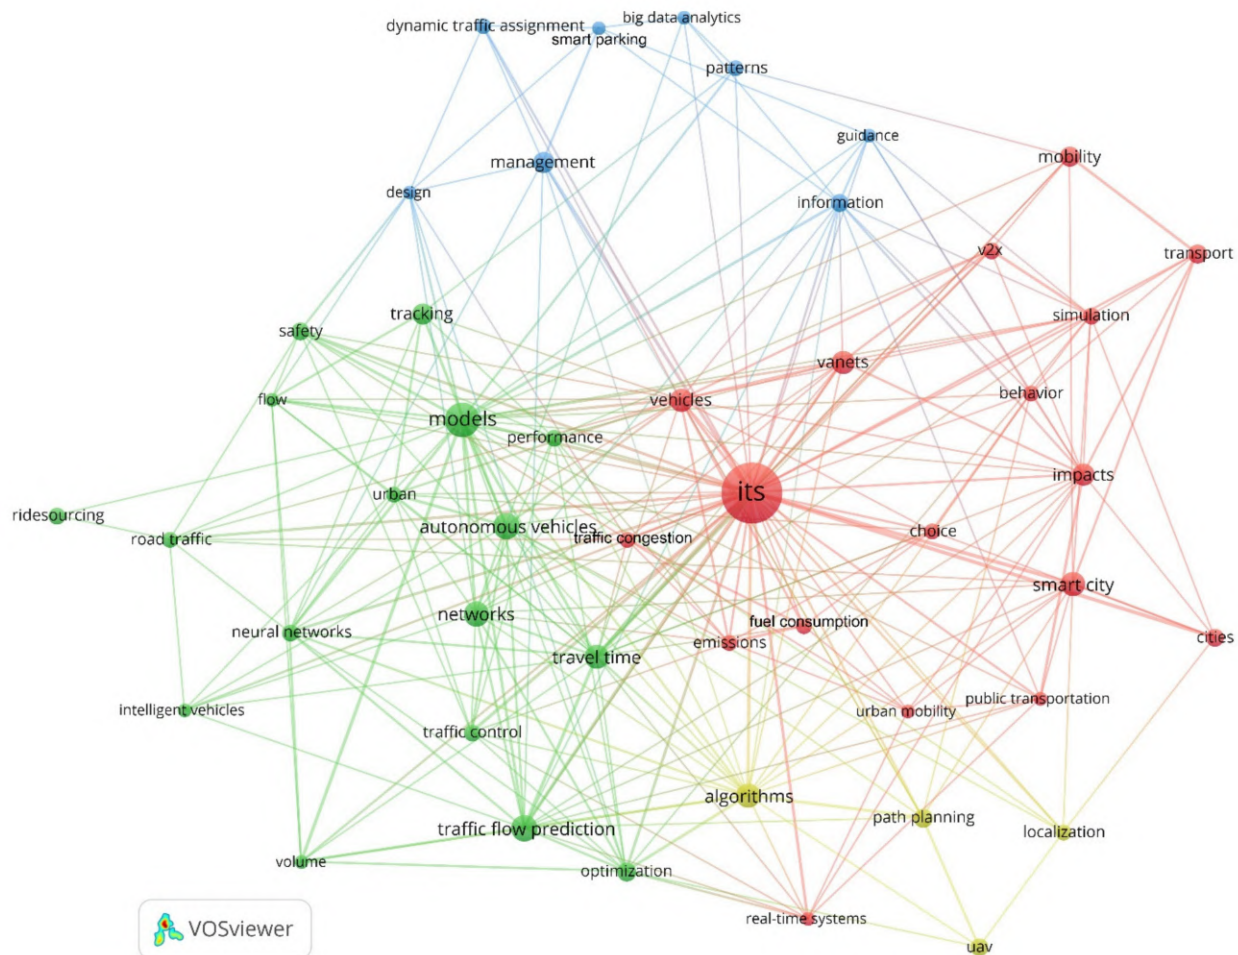 big data analytics
dynamic traffic assignment
smart parking
patterns
guidance
mobility
management
design
information
v2x
transport
tracking
simulation
safety
vanets
behavior
flow
vehicles
models
performance
impacts
its
urban
ridesourcing
autonomous vehicles
choice
road traffic
traffic congestion
smart city
networks
fuel consumption
neural networks
emissions
cities
travel time
public transportation
intelligent vehicles
urban mobility
traffic control
algorithms
path planning
traffic flow prediction
localization
volume
optimization
real-time systems
VOSviewer
uav